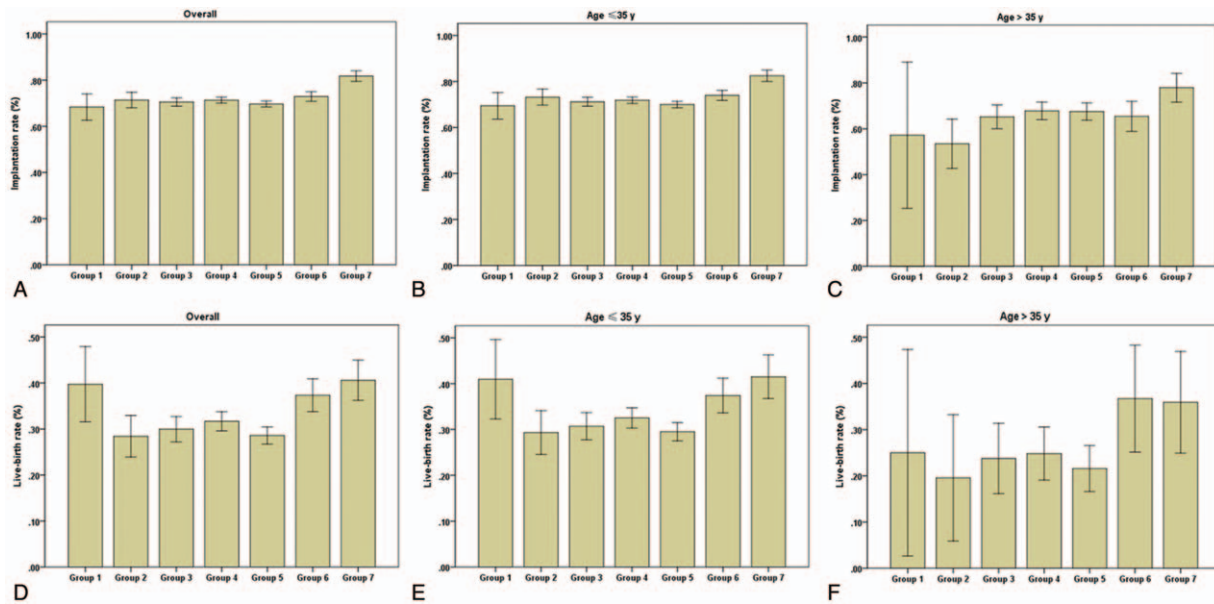 Overall
Implantation rate (%)
1.00
.80
.60
.40
.20
.00
Group 1 Group 2 Group 3 Group 4 Group 5 Group 6 Group 7
A
Age ⩽35 y
Implantation rate (%)
1.00
.80
.60
.40
.20
.00
Group 1 Group 2 Group 3 Group 4 Group 5 Group 6 Group 7
B
Age > 35 y
Implantation rate (%)
1.00
.80
.60
.40
.20
.00
Group 1 Group 2 Group 3 Group 4 Group 5 Group 6 Group 7
C
Overall
Live-birth rate (%)
.50
.40
.30
.20
.10
.00
Group 1 Group 2 Group 3 Group 4 Group 5 Group 6 Group 7
D
Age ⩽ 35 y
Live-birth rate (%)
.50
.40
.30
.20
.10
.00
Group 1 Group 2 Group 3 Group 4 Group 5 Group 6 Group 7
E
Age > 35 y
Live-birth rate (%)
.50
.40
.30
.20
.10
.00
Group 1 Group 2 Group 3 Group 4 Group 5 Group 6 Group 7
F